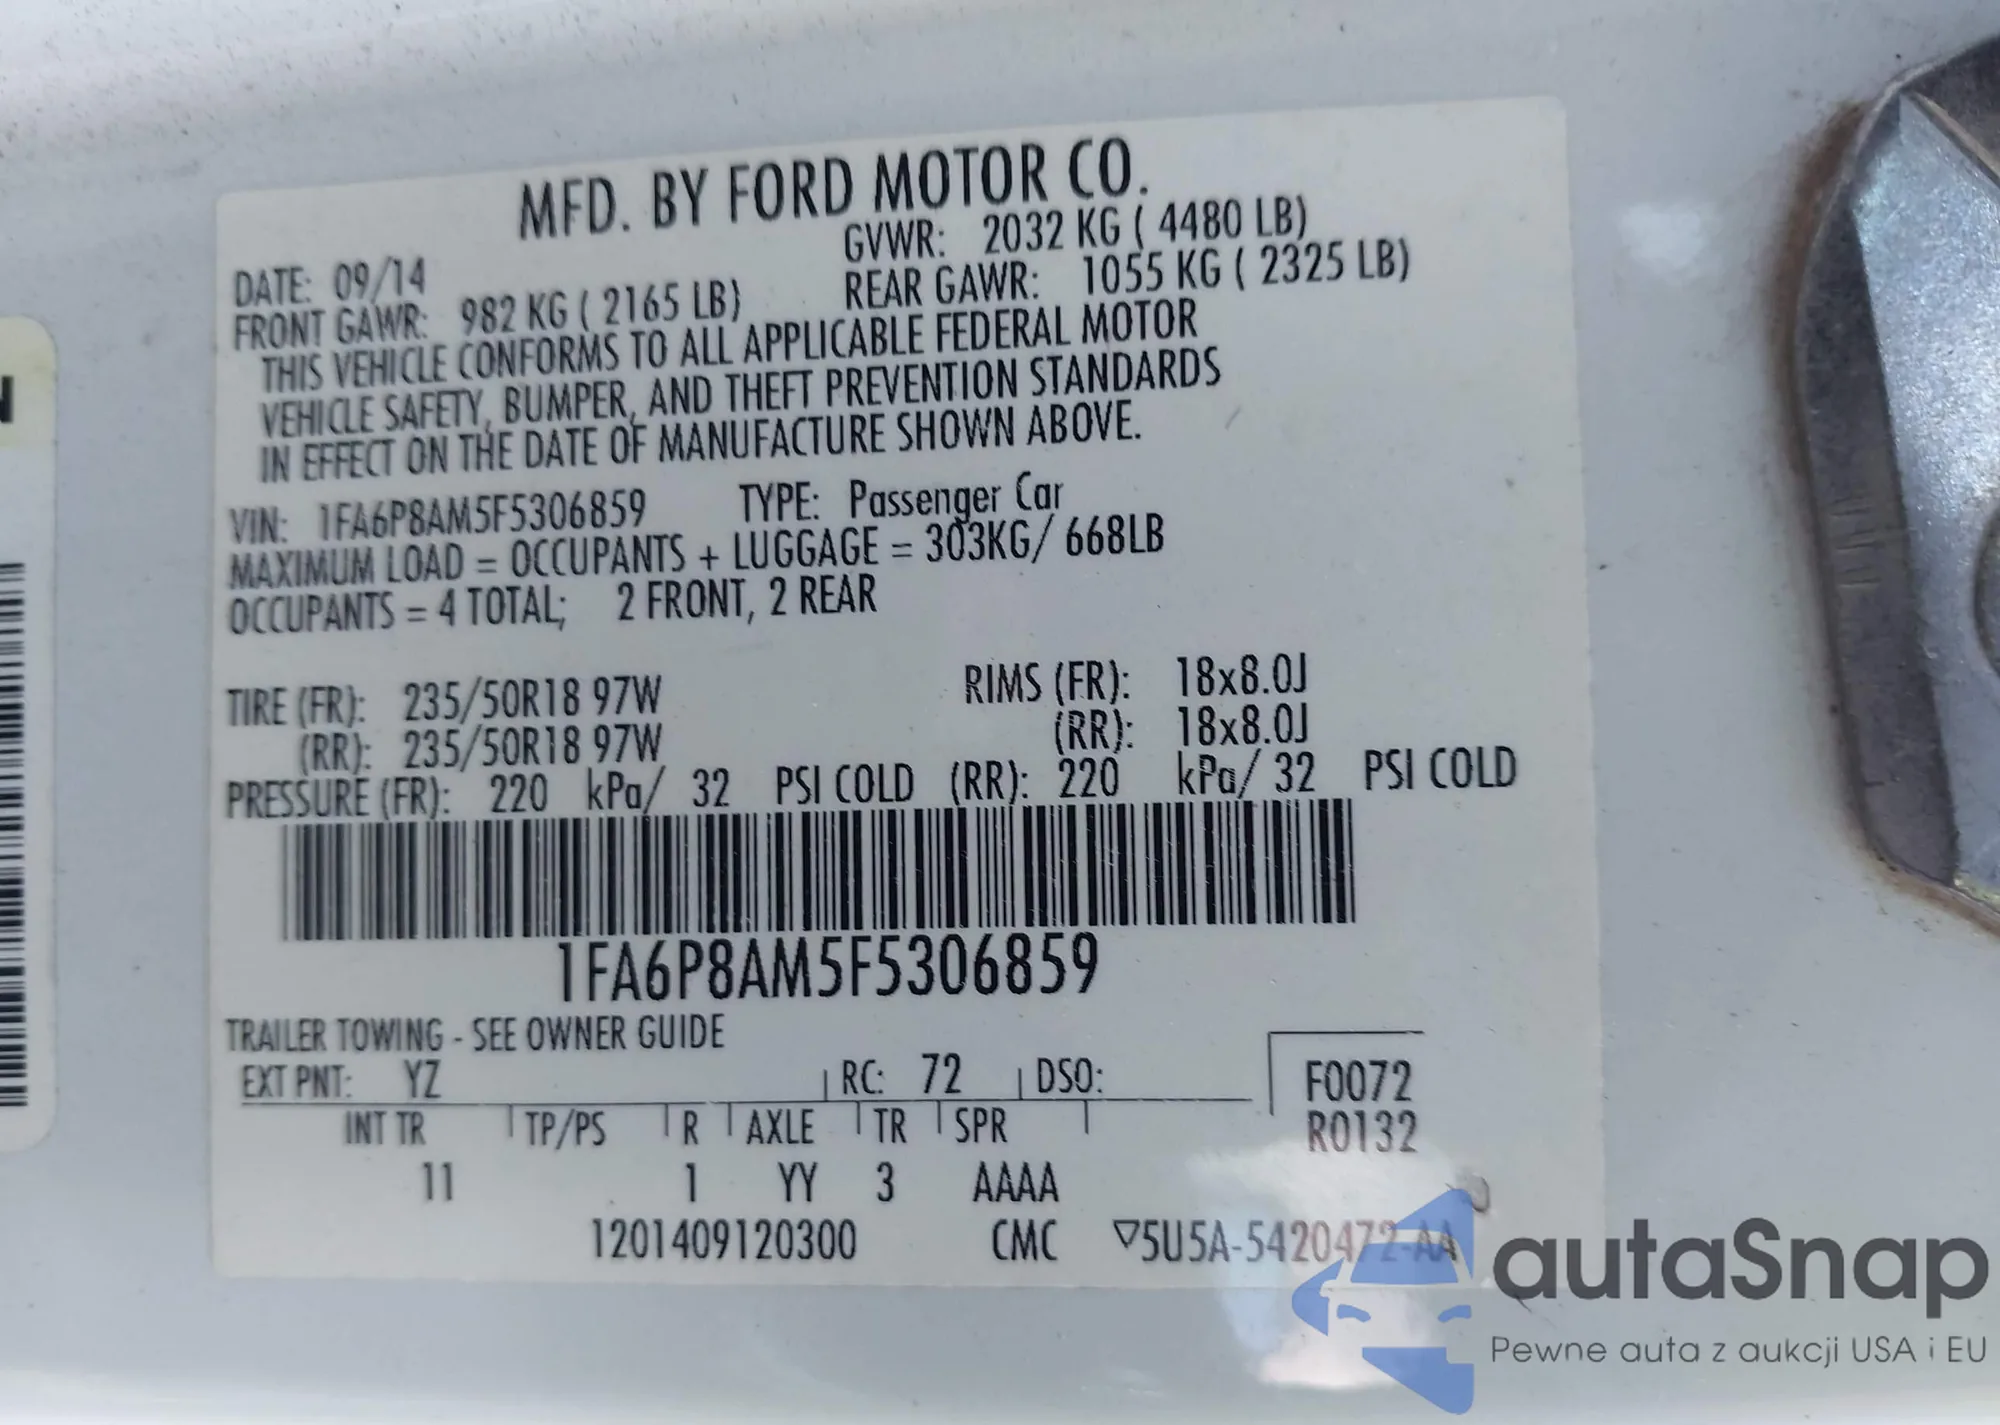 MFD. BY FORD MOTOR CO.
DATE: 09/14 GVWR: 2032 KG ( 4480 LB)
FRONT GAWR: 982 KG ( 2165 LB) REAR GAWR: 1055 KG ( 2325 LB)
THIS VEHICLE CONFORMS TO ALL APPLICABLE FEDERAL MOTOR
VEHICLE SAFETY, BUMPER, AND THEFT PREVENTION STANDARDS
IN EFFECT ON THE DATE OF MANUFACTURE SHOWN ABOVE.
VIN: 1FA6P8AM5F5306859 TYPE: Passenger Car
MAXIMUM LOAD = OCCUPANTS + LUGGAGE = 303KG/ 668LB
OCCUPANTS = 4 TOTAL; 2 FRONT, 2 REAR
TIRE (FR): 235/50R18 97W RIMS (FR): 18x8.0J
(RR): 235/50R18 97W (RR): 18x8.0J
PRESSURE (FR): 220 kPa/ 32 PSI COLD (RR): 220 kPa/ 32 PSI COLD
1FA6P8AM5F5306859
TRAILER TOWING - SEE OWNER GUIDE
EXT PNT: YZ RC: 72 DSO: F0072
INT TR TP/PS R AXLE TR SPR R0132
11 1 YY 3 AAAA
1201409120300 CMC ▽5U5A-5420472-AA
autaSnap
Pewne auta z aukcji USA i EU